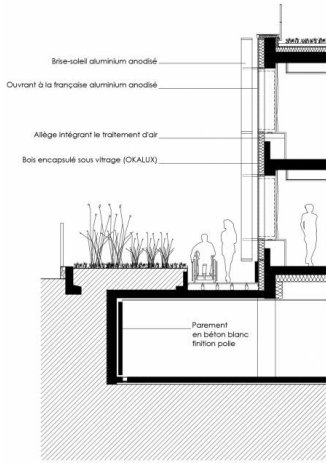 Brise-soleil aluminium anodisé
Ouvrant à la française aluminium anodisé
Allège intégrant le traitement d'air
Bois encapsulé sous vitrage (OKALUX)
Parement
en béton blanc
finition polie